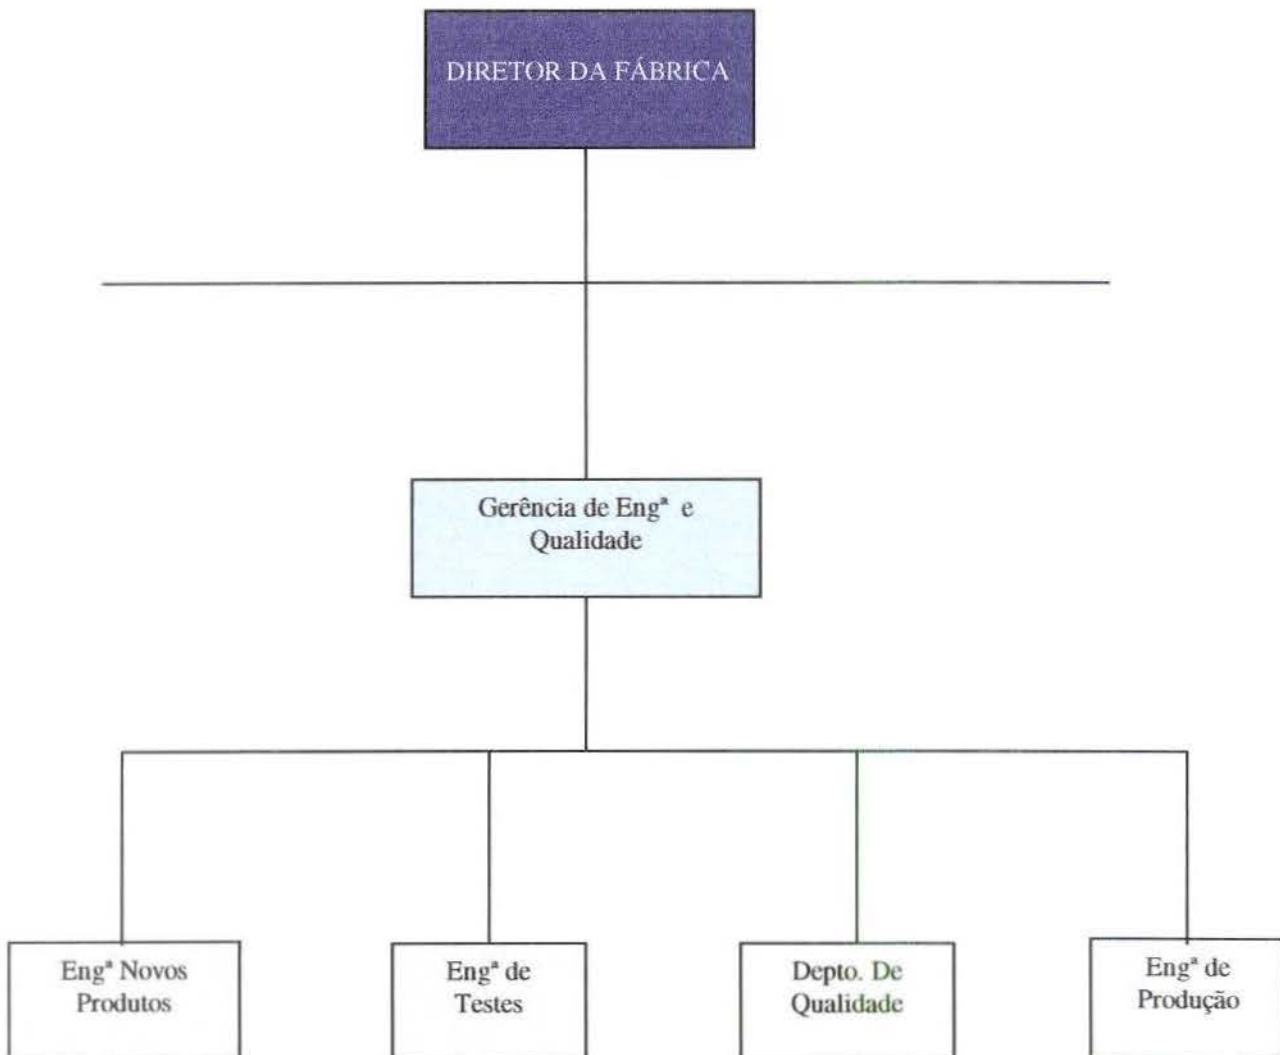 DIRETOR DA FÁBRICA
Gerência de Engª e
Qualidade
Engª Novos
Produtos
Engª de
Testes
Depto. De
Qualidade
Engª de
Produção